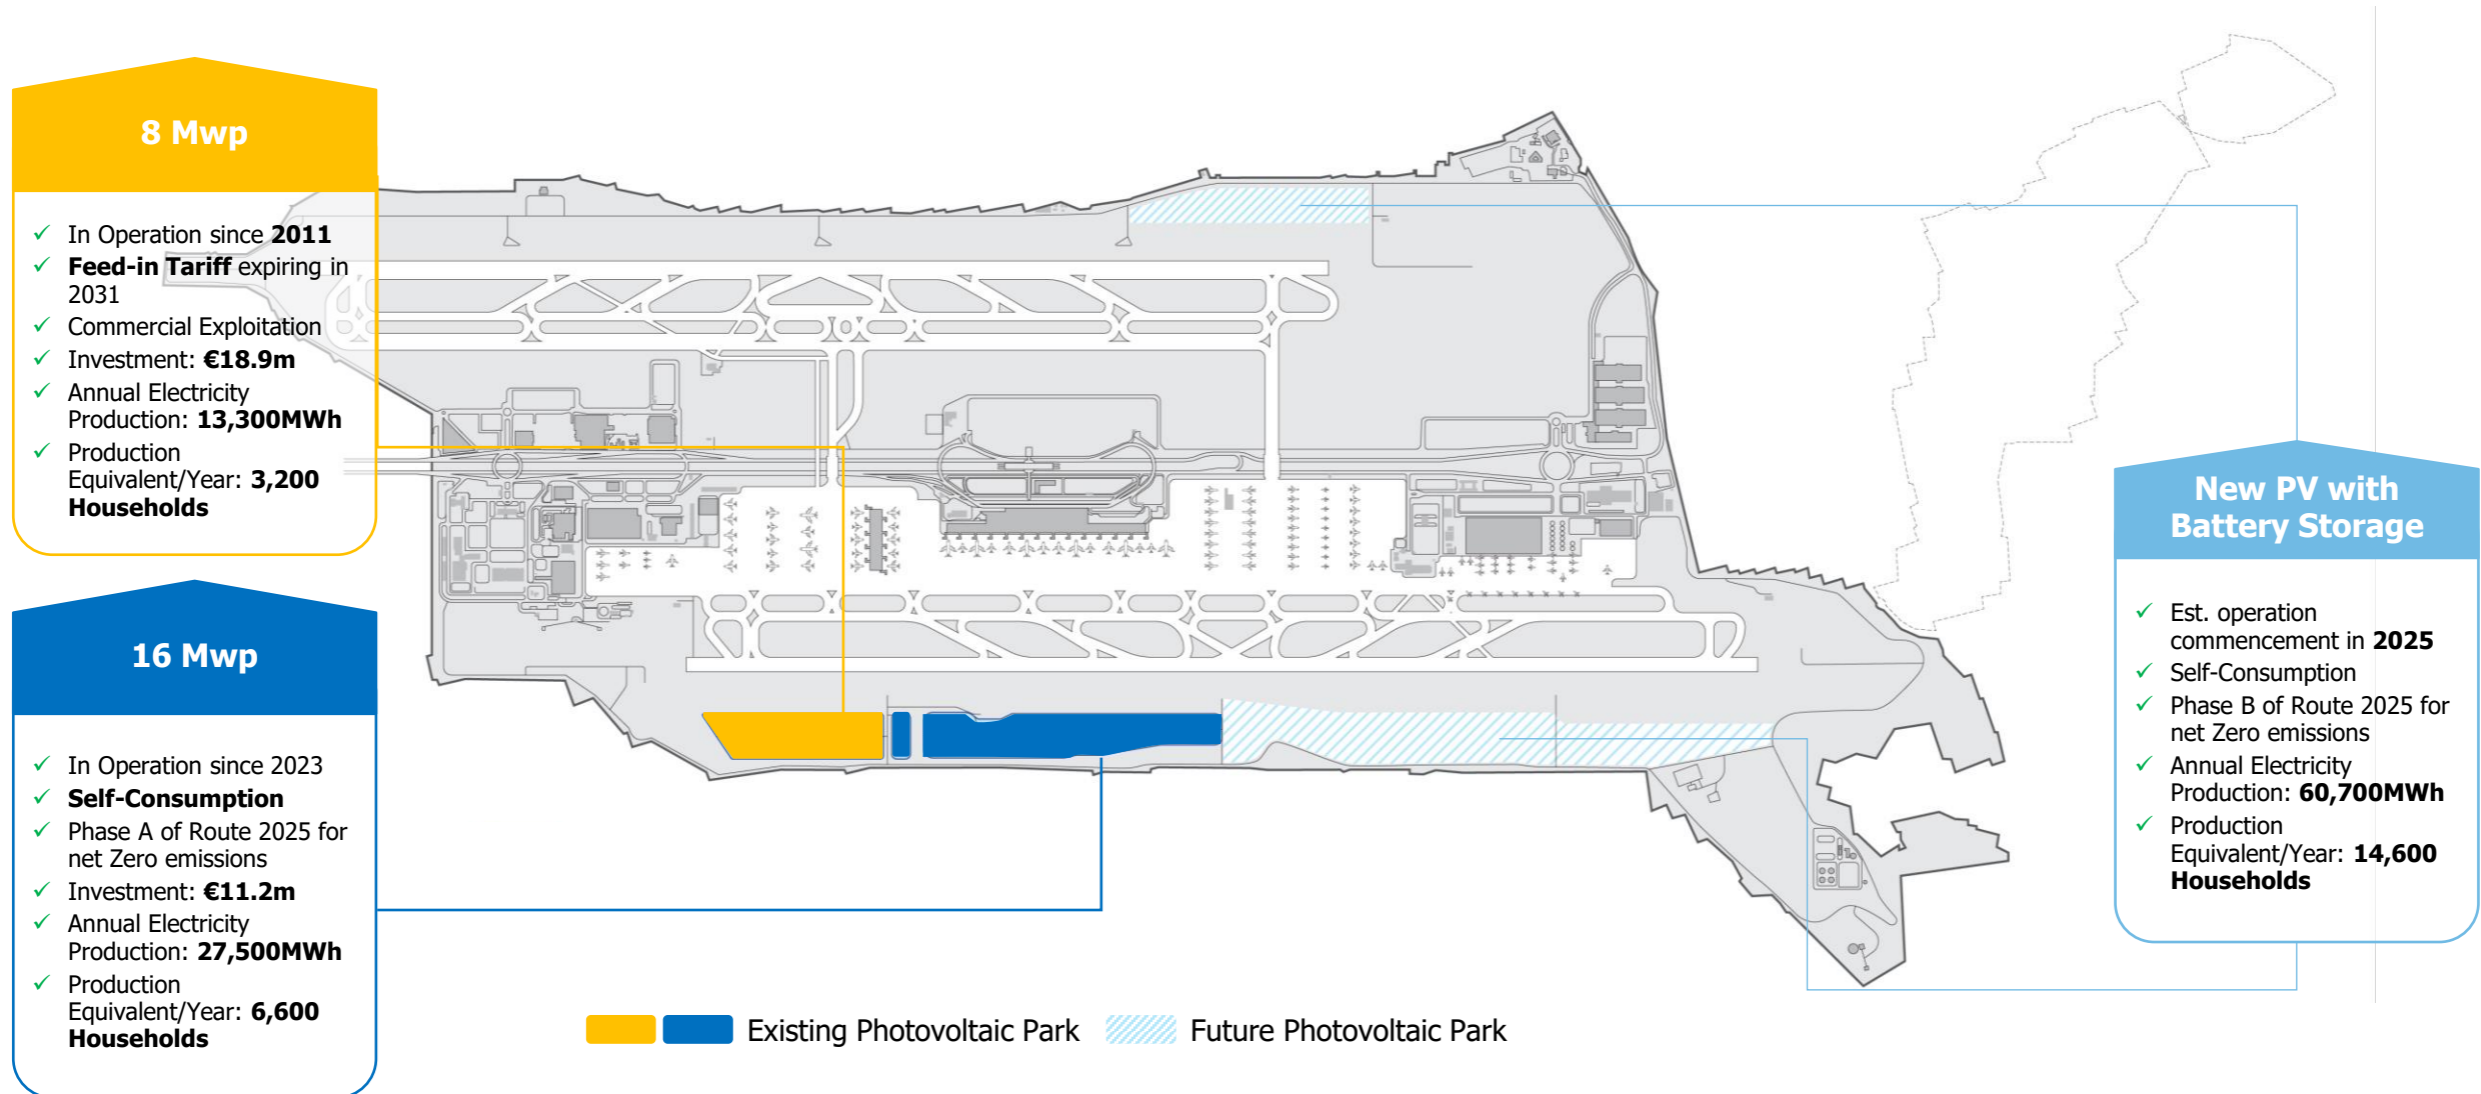 8 Mwp
In Operation since 2011
Feed-in Tariff expiring in
2031
Commercial Exploitation
Investment: €18.9m
Annual Electricity
Production: 13,300MWh
Production
Equivalent/Year: 3,200
Households
16 Mwp
In Operation since 2023
Self-Consumption
Phase A of Route 2025 for
net Zero emissions
Investment: €11.2m
Annual Electricity
Production: 27,500MWh
Production
Equivalent/Year: 6,600
Households
New PV with
Battery Storage
Est. operation
commencement in 2025
Self-Consumption
Phase B of Route 2025 for
net Zero emissions
Annual Electricity
Production: 60,700MWh
Production
Equivalent/Year: 14,600
Households
Existing Photovoltaic Park
Future Photovoltaic Park